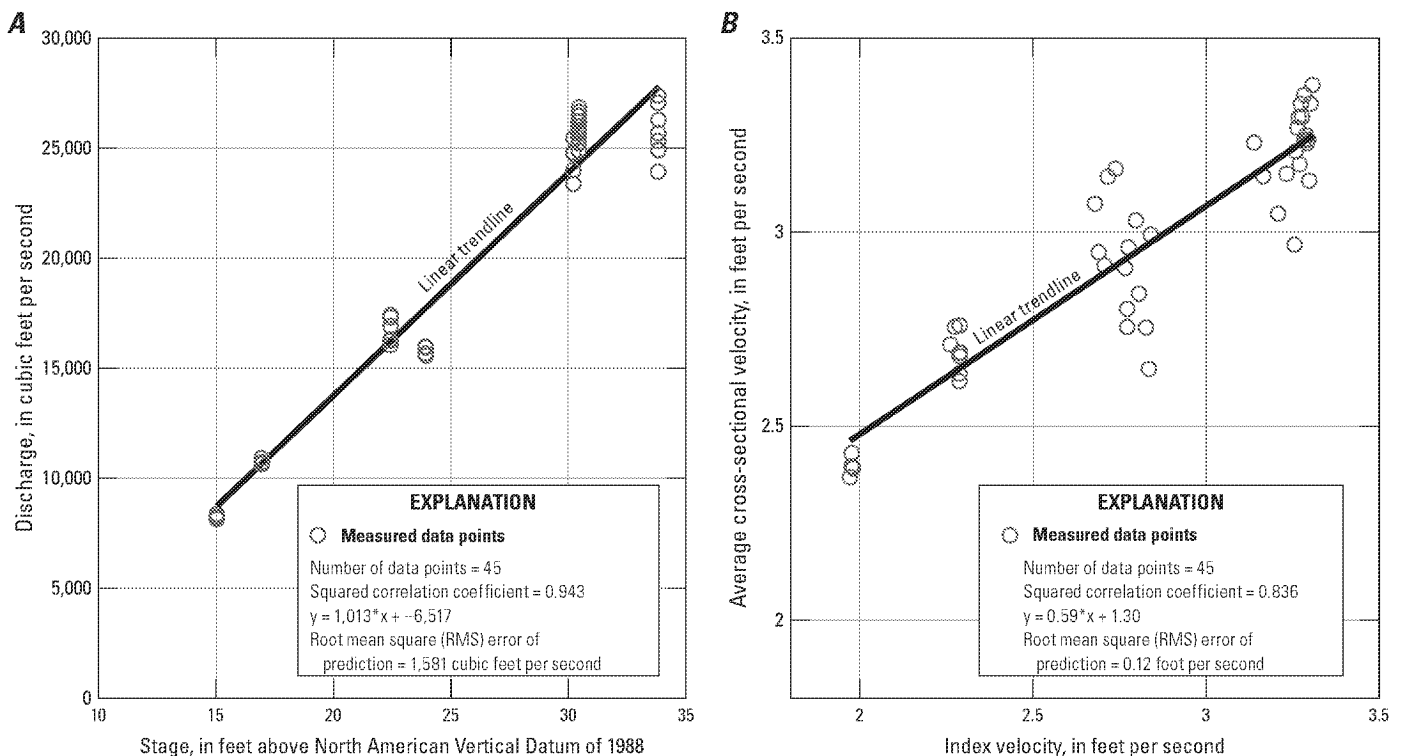 A
30,000
25,000
20,000
15,000
10,000
5,000
0
Discharge, in cubic feet per second
Linear trendline
EXPLANATION
Measured data points
Number of data points = 45
Squared correlation coefficient = 0.943
y = 1,013*x + −6,517
Root mean square (RMS) error of
prediction = 1,581 cubic feet per second
10
15
20
25
30
35
Stage, in feet above North American Vertical Datum of 1988
B
3.5
3
2.5
2
Average cross-sectional velocity, in feet per second
Linear trendline
EXPLANATION
Measured data points
Number of data points = 45
Squared correlation coefficient = 0.836
y = 0.59*x + 1.30
Root mean square (RMS) error of
prediction = 0.12 foot per second
2
2.5
3
3.5
Index velocity, in feet per second